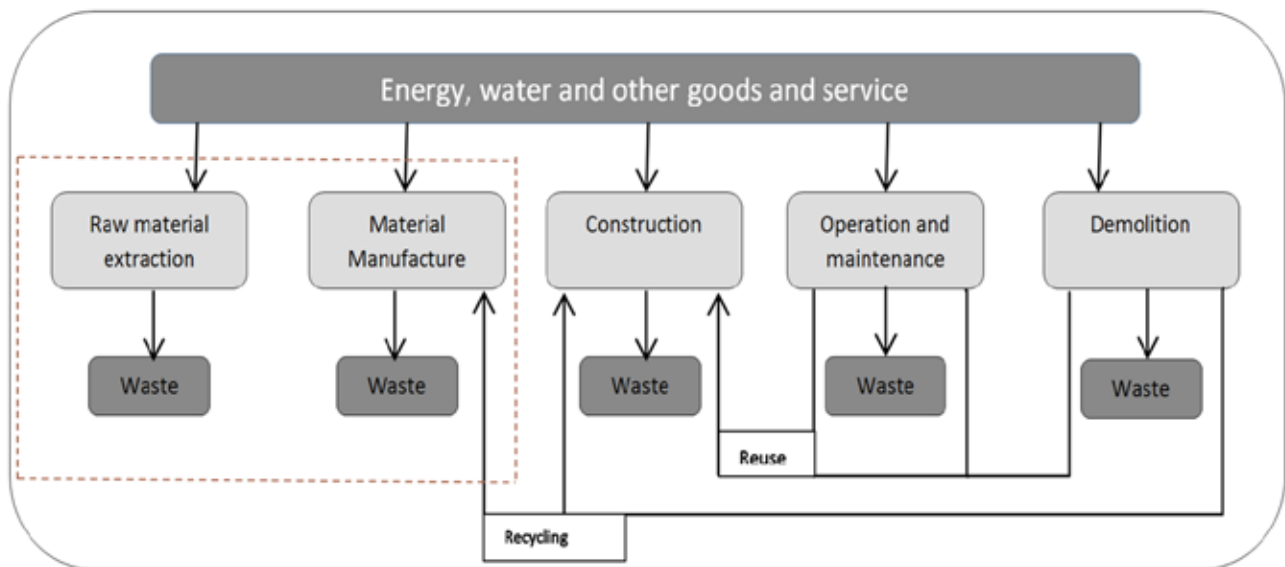 Energy, water and other goods and service
Raw material
extraction
Material
Manufacture
Construction
Operation and
maintenance
Demolition
Waste
Waste
Waste
Waste
Waste
Reuse
Recycling